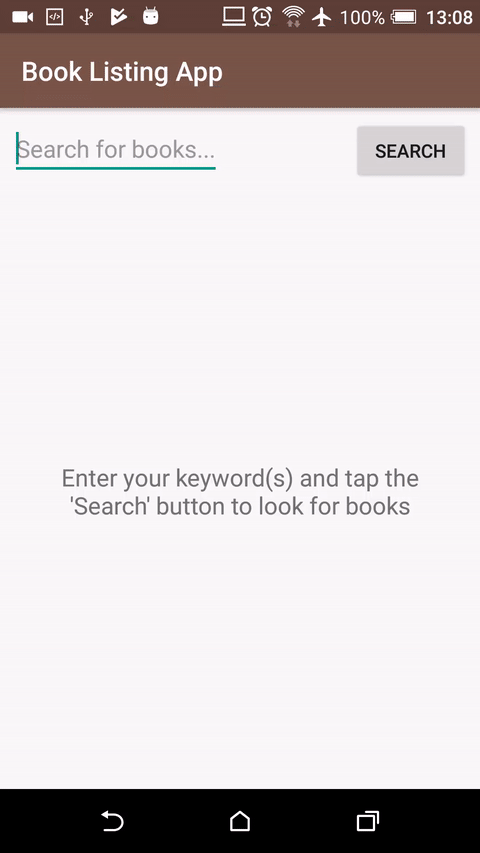 100% 13:08
Book Listing App
Search for books...
SEARCH
Enter your keyword(s) and tap the
'Search' button to look for books